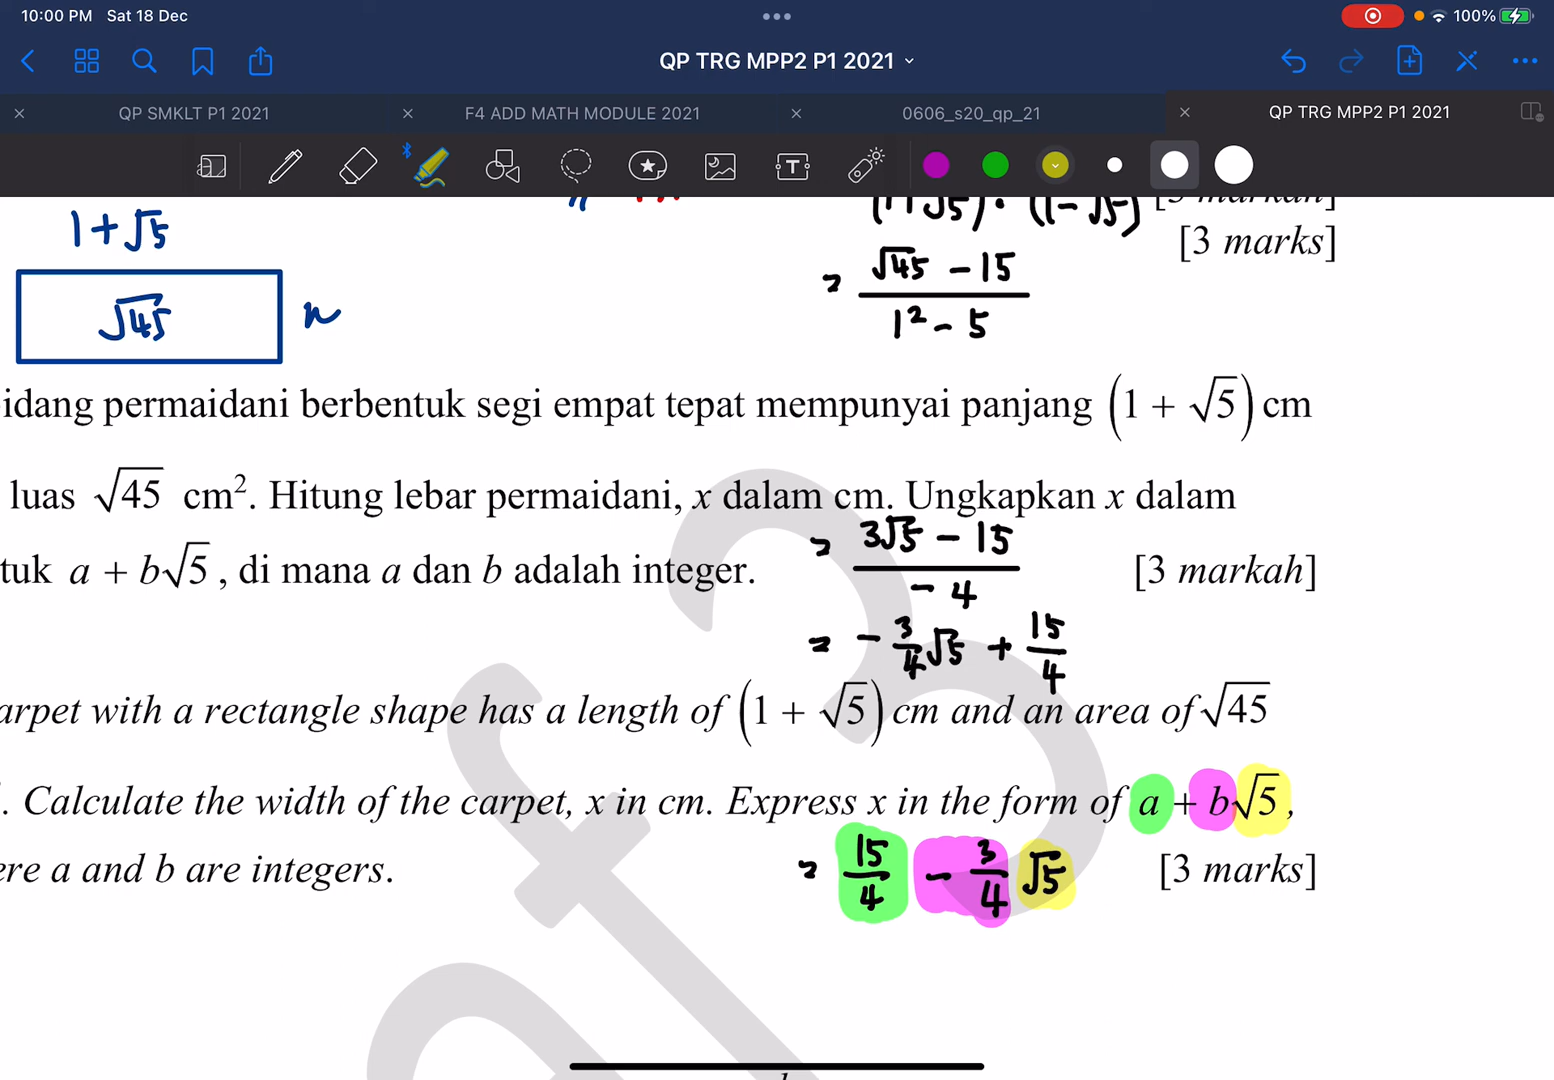 10:00 PM Sat 18 Dec
100%
QP TRG MPP2 P1 2021
QP SMKLT P1 2021
F4 ADD MATH MODULE 2021
0606_s20_qp_21
QP TRG MPP2 P1 2021
(1+√5) · (1-√5)
[3 markah]
[3 marks]
1+√5
= (√45 - 15)/(1² - 5)
√45
x
idang permaidani berbentuk segi empat tepat mempunyai panjang (1 + √5) cm
luas √45 cm². Hitung lebar permaidani, x dalam cm. Ungkapkan x dalam
= (3√5 - 15)/(-4)
tuk a + b√5, di mana a dan b adalah integer.
[3 markah]
= -3/4√5 + 15/4
arpet with a rectangle shape has a length of (1 + √5) cm and an area of √45
. Calculate the width of the carpet, x in cm. Express x in the form of a + b√5,
ere a and b are integers.
= 15/4 - 3/4 √5
[3 marks]